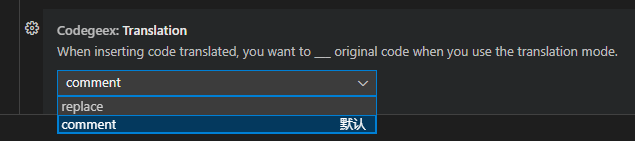 Codegeex: Translation
When inserting code translated, you want to ___ original code when you use the translation mode.
comment
replace
comment 默认